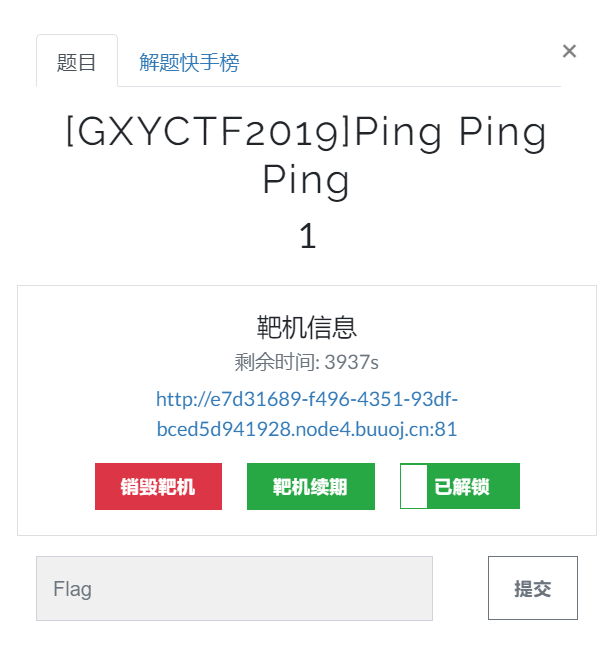 题目 解题快手榜 ×
[GXYCTF2019]Ping Ping
Ping
1
靶机信息
剩余时间: 3937s
http://e7d31689-f496-4351-93df-
bced5d941928.node4.buuoj.cn:81
销毁靶机 靶机续期 已解锁
Flag 提交